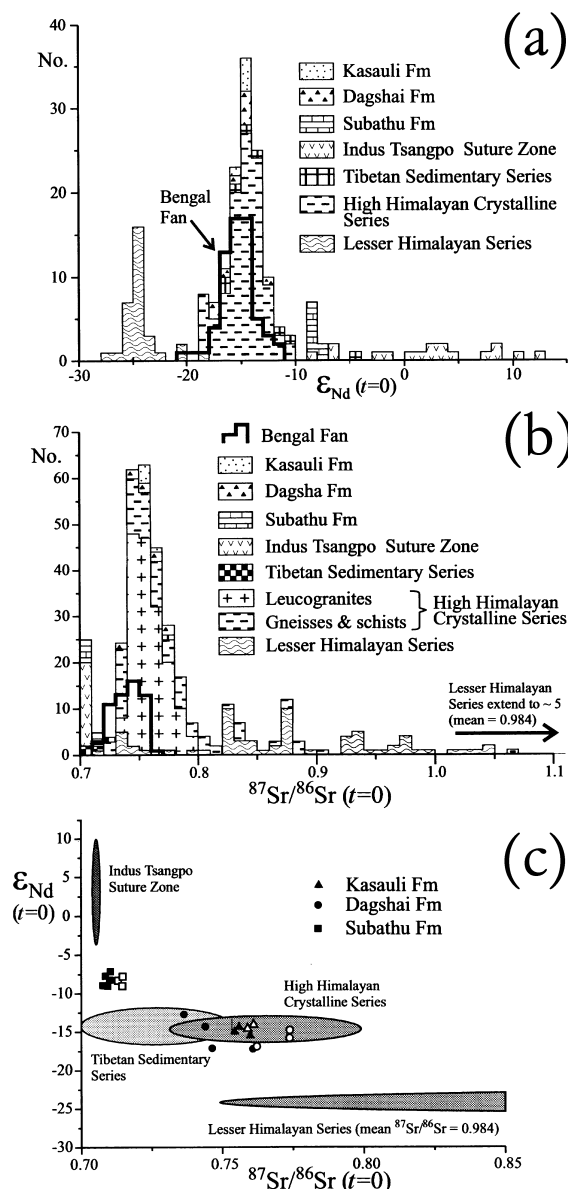 (a)
No.
40
30
20
10
0
Kasauli Fm
Dagshai Fm
Subathu Fm
Indus Tsangpo Suture Zone
Tibetan Sedimentary Series
High Himalayan Crystalline
Series
Lesser Himalayan Series
Bengal
Fan
-30 -20 -10 0 10
εNd (t=0)
(b)
No.
70
60
50
40
30
20
10
0
Bengal Fan
Kasauli Fm
Dagsha Fm
Subathu Fm
Indus Tsangpo Suture Zone
Tibetan Sedimentary Series
Leucogranites
Gneisses & schists
High Himalayan
Crystalline Series
Lesser Himalayan Series
Lesser Himalayan
Series extend to ~ 5
(mean = 0.984)
0.7 0.8 0.9 1.0 1.1
87Sr/86Sr (t=0)
(c)
εNd
(t=0)
10
5
0
-5
-10
-15
-20
-25
-30
Indus Tsangpo
Suture Zone
Kasauli Fm
Dagshai Fm
Subathu Fm
High Himalayan
Crystalline Series
Tibetan Sedimentary
Series
Lesser Himalayan Series (mean 87Sr/86Sr = 0.984)
0.70 0.75 0.80 0.85
87Sr/86Sr (t=0)